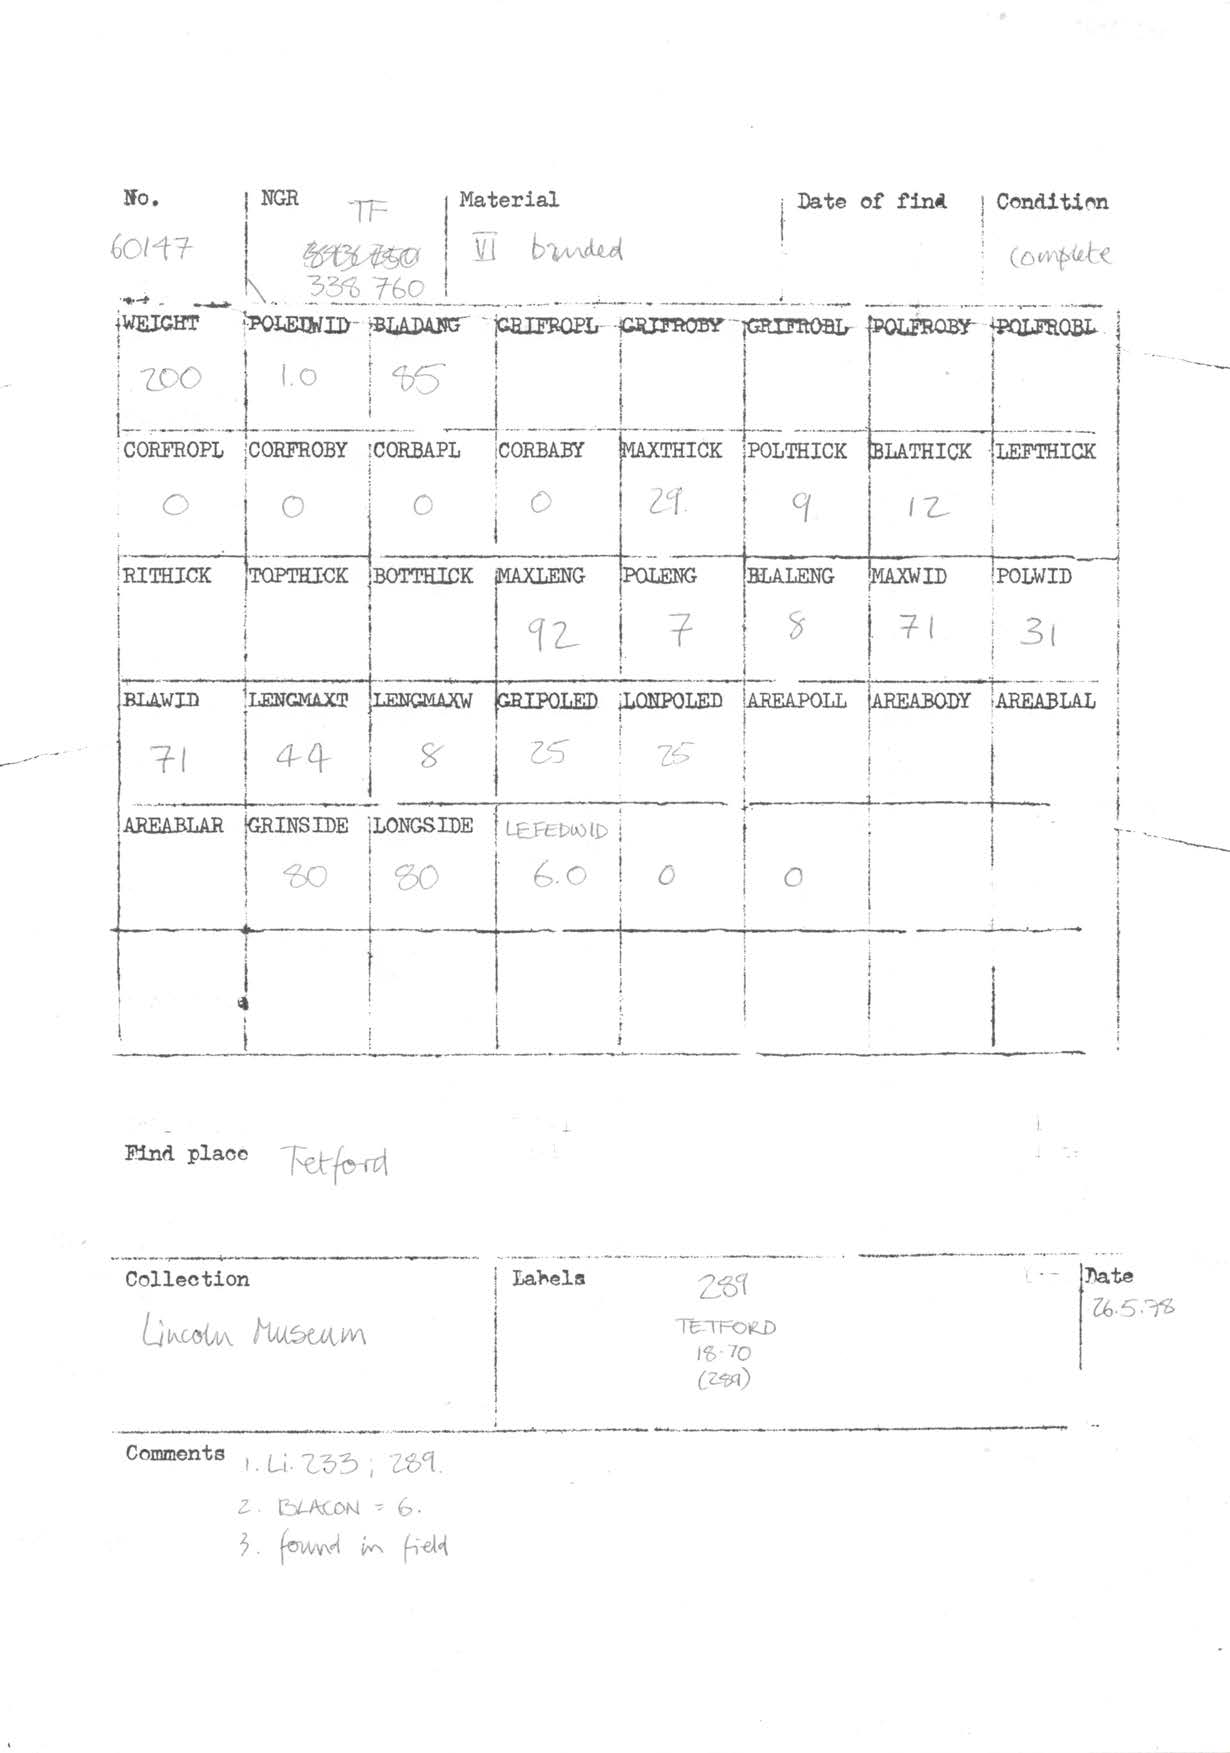 No. NGR TF Material Date of find Condition
60147 VI banded complete
338 760
WEIGHT POLEDWID BLADANG GRIFROPL GRIFROBY GRIFROBL POLFROBY POLFROBL
200 1.0 85
CORFROPL CORFROBY CORBAPL CORBABY MAXTHICK POLTHICK BLATHICK LEFTHICK
0 0 0 0 29. 9 12
RITHICK TOPTHICK BOTTHICK MAXLENG POLENG BLALENG MAXWID POLWID
92 7 8 71 31
BLAWID LENGMAXT LENGMAXW GRIPOLED LONPOLED AREAPOLL AREABODY AREABLAL
71 44 8 25 25
AREABLAR GRINSIDE LONGSIDE LEFEDWID
80 80 6.0 0 0
Find place Tetford
Collection Labels 289 Date
Lincoln Museum TETFORD 26.5.78
18.70
(289)
Comments 1. Li. 233 ; 289.
2. BLACON = 6.
3. found in field